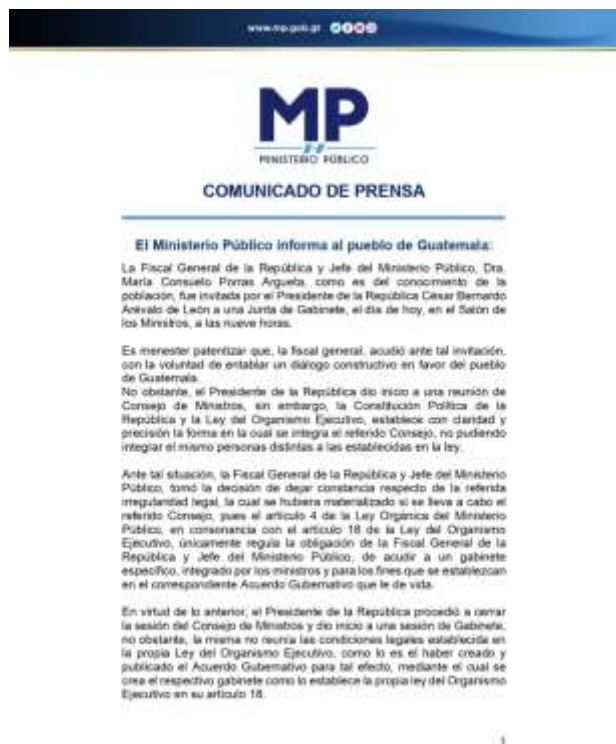 www.mp.gob.gt
MP
MINISTERIO PÚBLICO
COMUNICADO DE PRENSA
El Ministerio Público informa al pueblo de Guatemala:
La Fiscal General de la República y Jefe del Ministerio Público, Dra.
María Consuelo Porras Argueta, como es del conocimiento de la
población, fue invitada por el Presidente de la República César Bernardo
Arévalo de León a una Junta de Gabinete, el día de hoy, en el Salón de
los Ministros, a las nueve horas.
Es menester patentizar que, la fiscal general, acudió ante tal invitación,
con la voluntad de entablar un diálogo constructivo en favor del pueblo
de Guatemala.
No obstante, el Presidente de la República dio inicio a una reunión de
Consejo de Ministros, sin embargo, la Constitución Política de la
República y la Ley del Organismo Ejecutivo, establece con claridad y
precisión la forma en la cual se integra el referido Consejo, no pudiendo
integrar el mismo personas distintas a las establecidas en la ley.
Ante tal situación, la Fiscal General de la República y Jefe del Ministerio
Público, tomó la decisión de dejar constancia respecto de la referida
irregularidad legal, la cual se hubiera materializado si se lleva a cabo el
referido Consejo, pues el artículo 4 de la Ley Orgánica del Ministerio
Público, en consonancia con el artículo 18 de la Ley del Organismo
Ejecutivo, únicamente regula la obligación de la Fiscal General de la
República y Jefe del Ministerio Público, de acudir a un gabinete
específico, integrado por los ministros y para los fines que se establezcan
en el correspondiente Acuerdo Gubernativo que le de vida.
En virtud de lo anterior, el Presidente de la República procedió a cerrar
la sesión del Consejo de Ministros y dio inicio a una sesión de Gabinete,
no obstante, la misma no reunía las condiciones legales establecida en
la propia Ley del Organismo Ejecutivo, como lo es el haber creado y
publicado el Acuerdo Gubernativo para tal efecto, mediante el cual se
crea el respectivo gabinete como lo establece la propia ley del Organismo
Ejecutivo en su artículo 18.
1